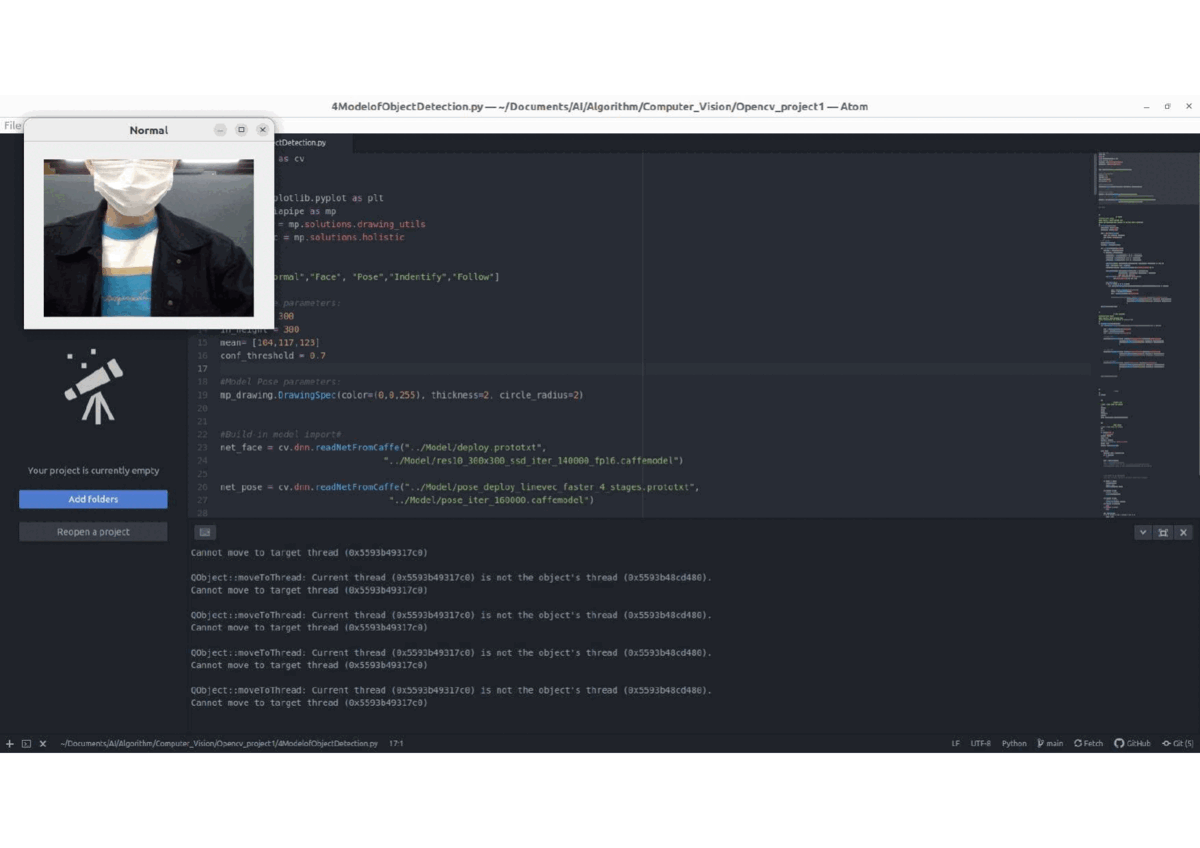 4ModelofObjectDetection.py — ~/Documents/AI/Algorithm/Computer_Vision/Opencv_project1 — Atom
File
Normal
ctDetection.py
as cv
plotlib.pyplot as plt
iapipe as mp
= mp.solutions.drawing_utils
= mp.solutions.holistic
ormal","Face", "Pose","Indentify","Follow"]
parameters:
300
in_height = 300
15 mean= [104,117,123]
16 conf_threshold = 0.7
17
18 #Model Pose parameters:
19 mp_drawing.DrawingSpec(color=(0,0,255), thickness=2, circle_radius=2)
20
21
22 #Build in model import#
23 net_face = cv.dnn.readNetFromCaffe("../Model/deploy.prototxt",
24 "../Model/res10_300x300_ssd_iter_140000_fp16.caffemodel")
25
26 net_pose = cv.dnn.readNetFromCaffe("../Model/pose_deploy_linevec_faster_4_stages.prototxt",
27 "../Model/pose_iter_160000.caffemodel")
28
Your project is currently empty
Add folders
Reopen a project
Cannot move to target thread (0x5593b49317c0)
QObject::moveToThread: Current thread (0x5593b49317c0) is not the object's thread (0x5593b48cd480).
Cannot move to target thread (0x5593b49317c0)
QObject::moveToThread: Current thread (0x5593b49317c0) is not the object's thread (0x5593b48cd480).
Cannot move to target thread (0x5593b49317c0)
QObject::moveToThread: Current thread (0x5593b49317c0) is not the object's thread (0x5593b48cd480).
Cannot move to target thread (0x5593b49317c0)
QObject::moveToThread: Current thread (0x5593b49317c0) is not the object's thread (0x5593b48cd480).
Cannot move to target thread (0x5593b49317c0)
~/Documents/AI/Algorithm/Computer_Vision/Opencv_project1/4ModelofObjectDetection.py 17:1
LF UTF-8 Python main Fetch GitHub Git (5)